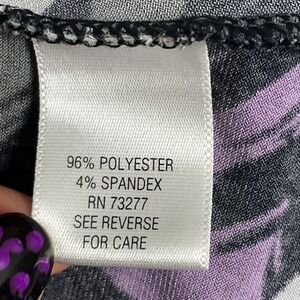 96% POLYESTER
4% SPANDEX
RN 73277
SEE REVERSE
FOR CARE